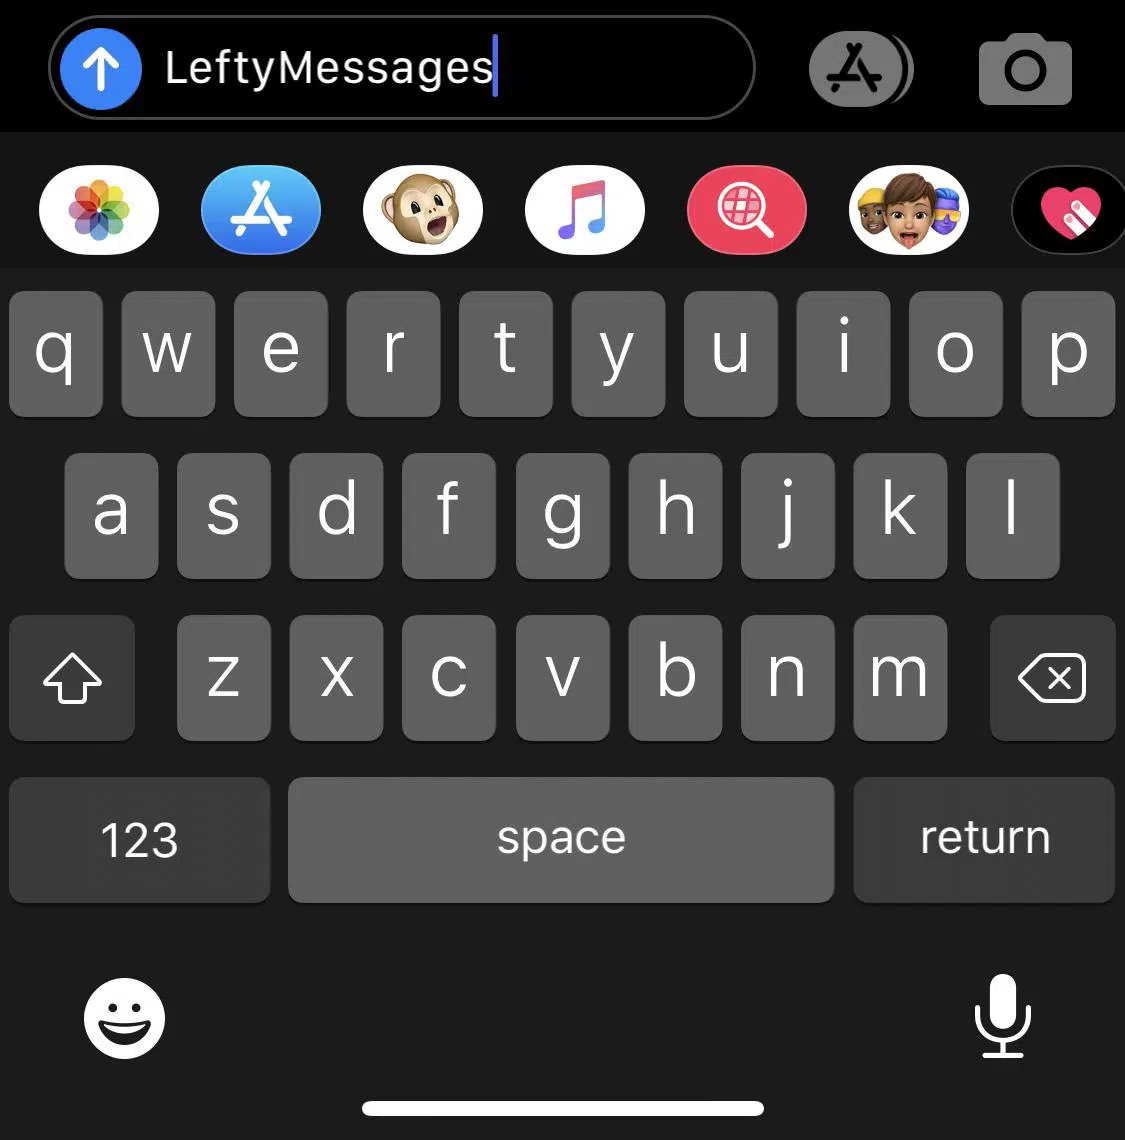 LeftyMessages
q w e r t y u i o p
a s d f g h j k l
z x c v b n m
123 space return